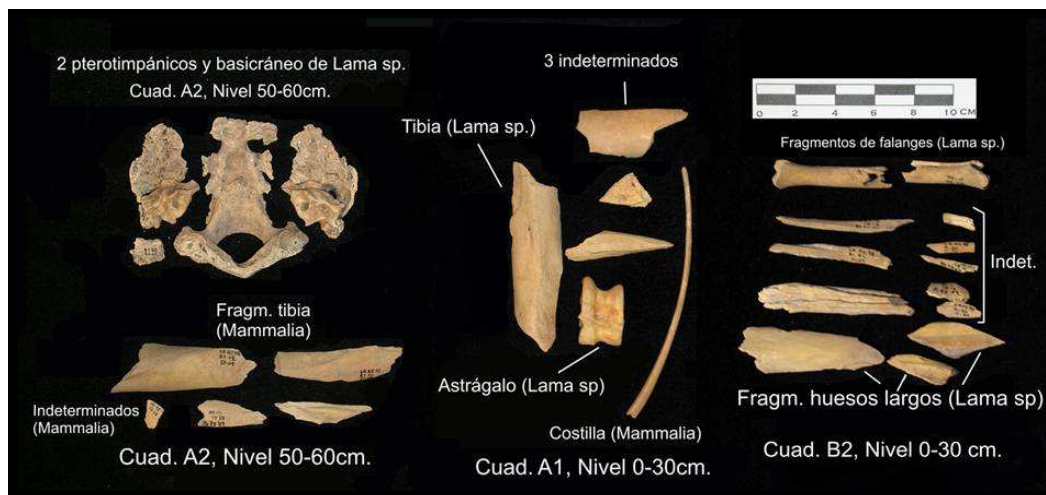 2 pterotimpánicos y basicráneo de Lama sp.
Cuad. A2, Nivel 50-60cm.
Fragm. tibia
(Mammalia)
Indeterminados
(Mammalia)
Cuad. A2, Nivel 50-60cm.
3 indeterminados
Tibia (Lama sp.)
Astrágalo (Lama sp)
Costilla (Mammalia)
Cuad. A1, Nivel 0-30cm.
0 2 4 6 8 10 CM
Fragmentos de falanges (Lama sp.)
Indet.
Fragm. huesos largos (Lama sp)
Cuad. B2, Nivel 0-30 cm.